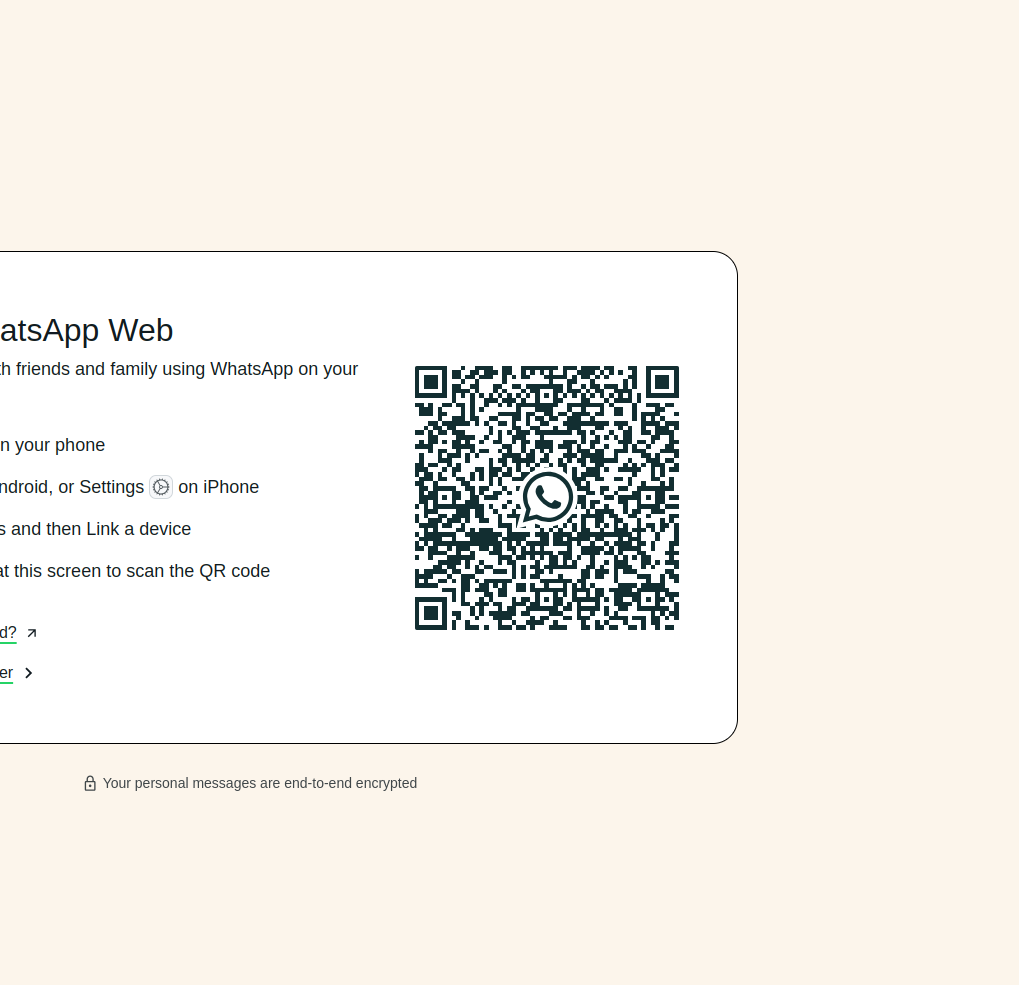 atsApp Web
friends and family using WhatsApp on your
n your phone
ndroid, or Settings on iPhone
s and then Link a device
at this screen to scan the QR code
d?
er
Your personal messages are end-to-end encrypted